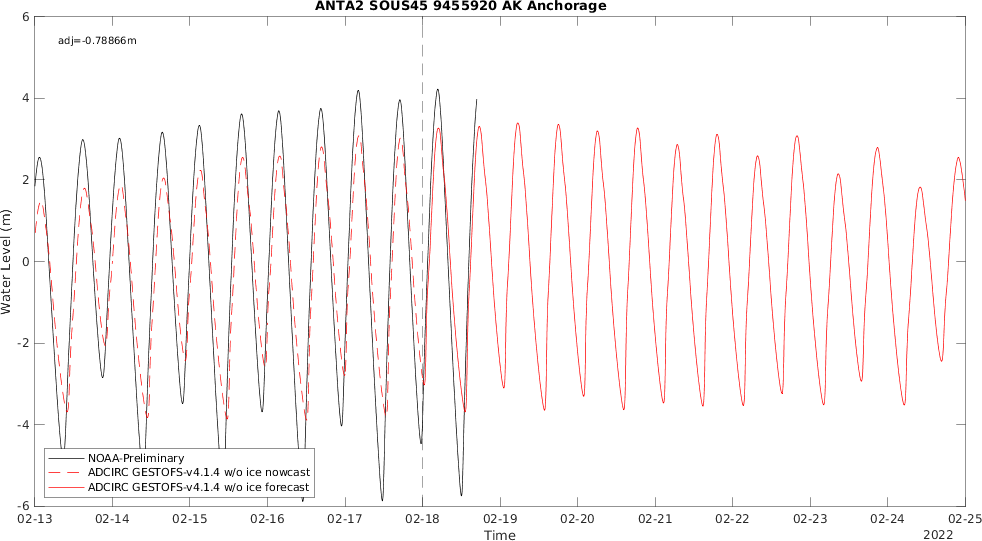 ANTA2 SOUS45 9455920 AK Anchorage
adj=-0.78866m
6
4
2
0
-2
-4
-6
Water Level (m)
NOAA-Preliminary
ADCIRC GESTOFS-v4.1.4 w/o ice nowcast
ADCIRC GESTOFS-v4.1.4 w/o ice forecast
02-13 02-14 02-15 02-16 02-17 02-18 02-19 02-20 02-21 02-22 02-23 02-24 02-25
Time
2022